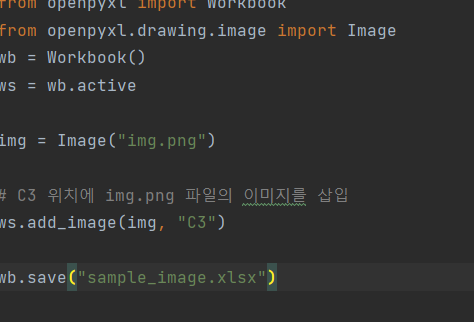 from openpyxl import Workbook
from openpyxl.drawing.image import Image
wb = Workbook()
ws = wb.active
img = Image("img.png")
# C3 위치에 img.png 파일의 이미지를 삽입
ws.add_image(img, "C3")
wb.save("sample_image.xlsx")